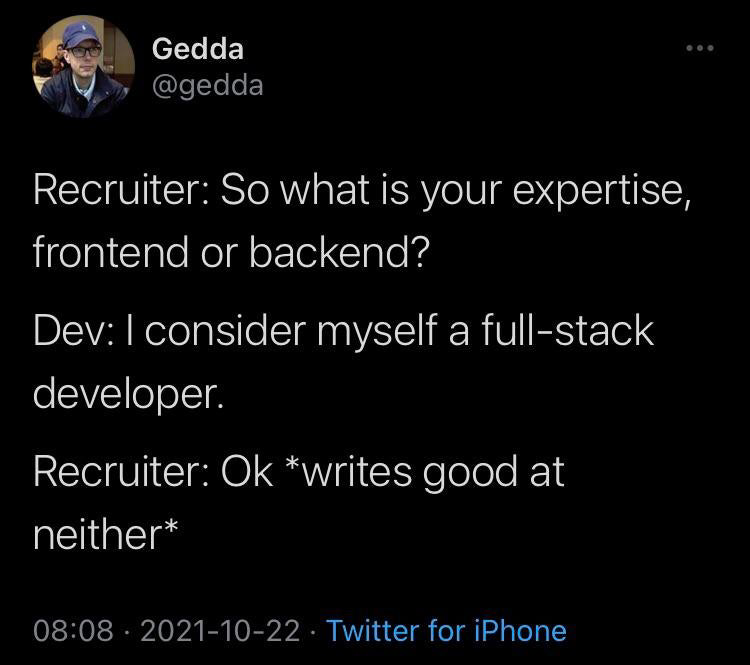 Gedda
@gedda
Recruiter: So what is your expertise,
frontend or backend?
Dev: I consider myself a full-stack
developer.
Recruiter: Ok *writes good at
neither*
08:08 · 2021-10-22 · Twitter for iPhone